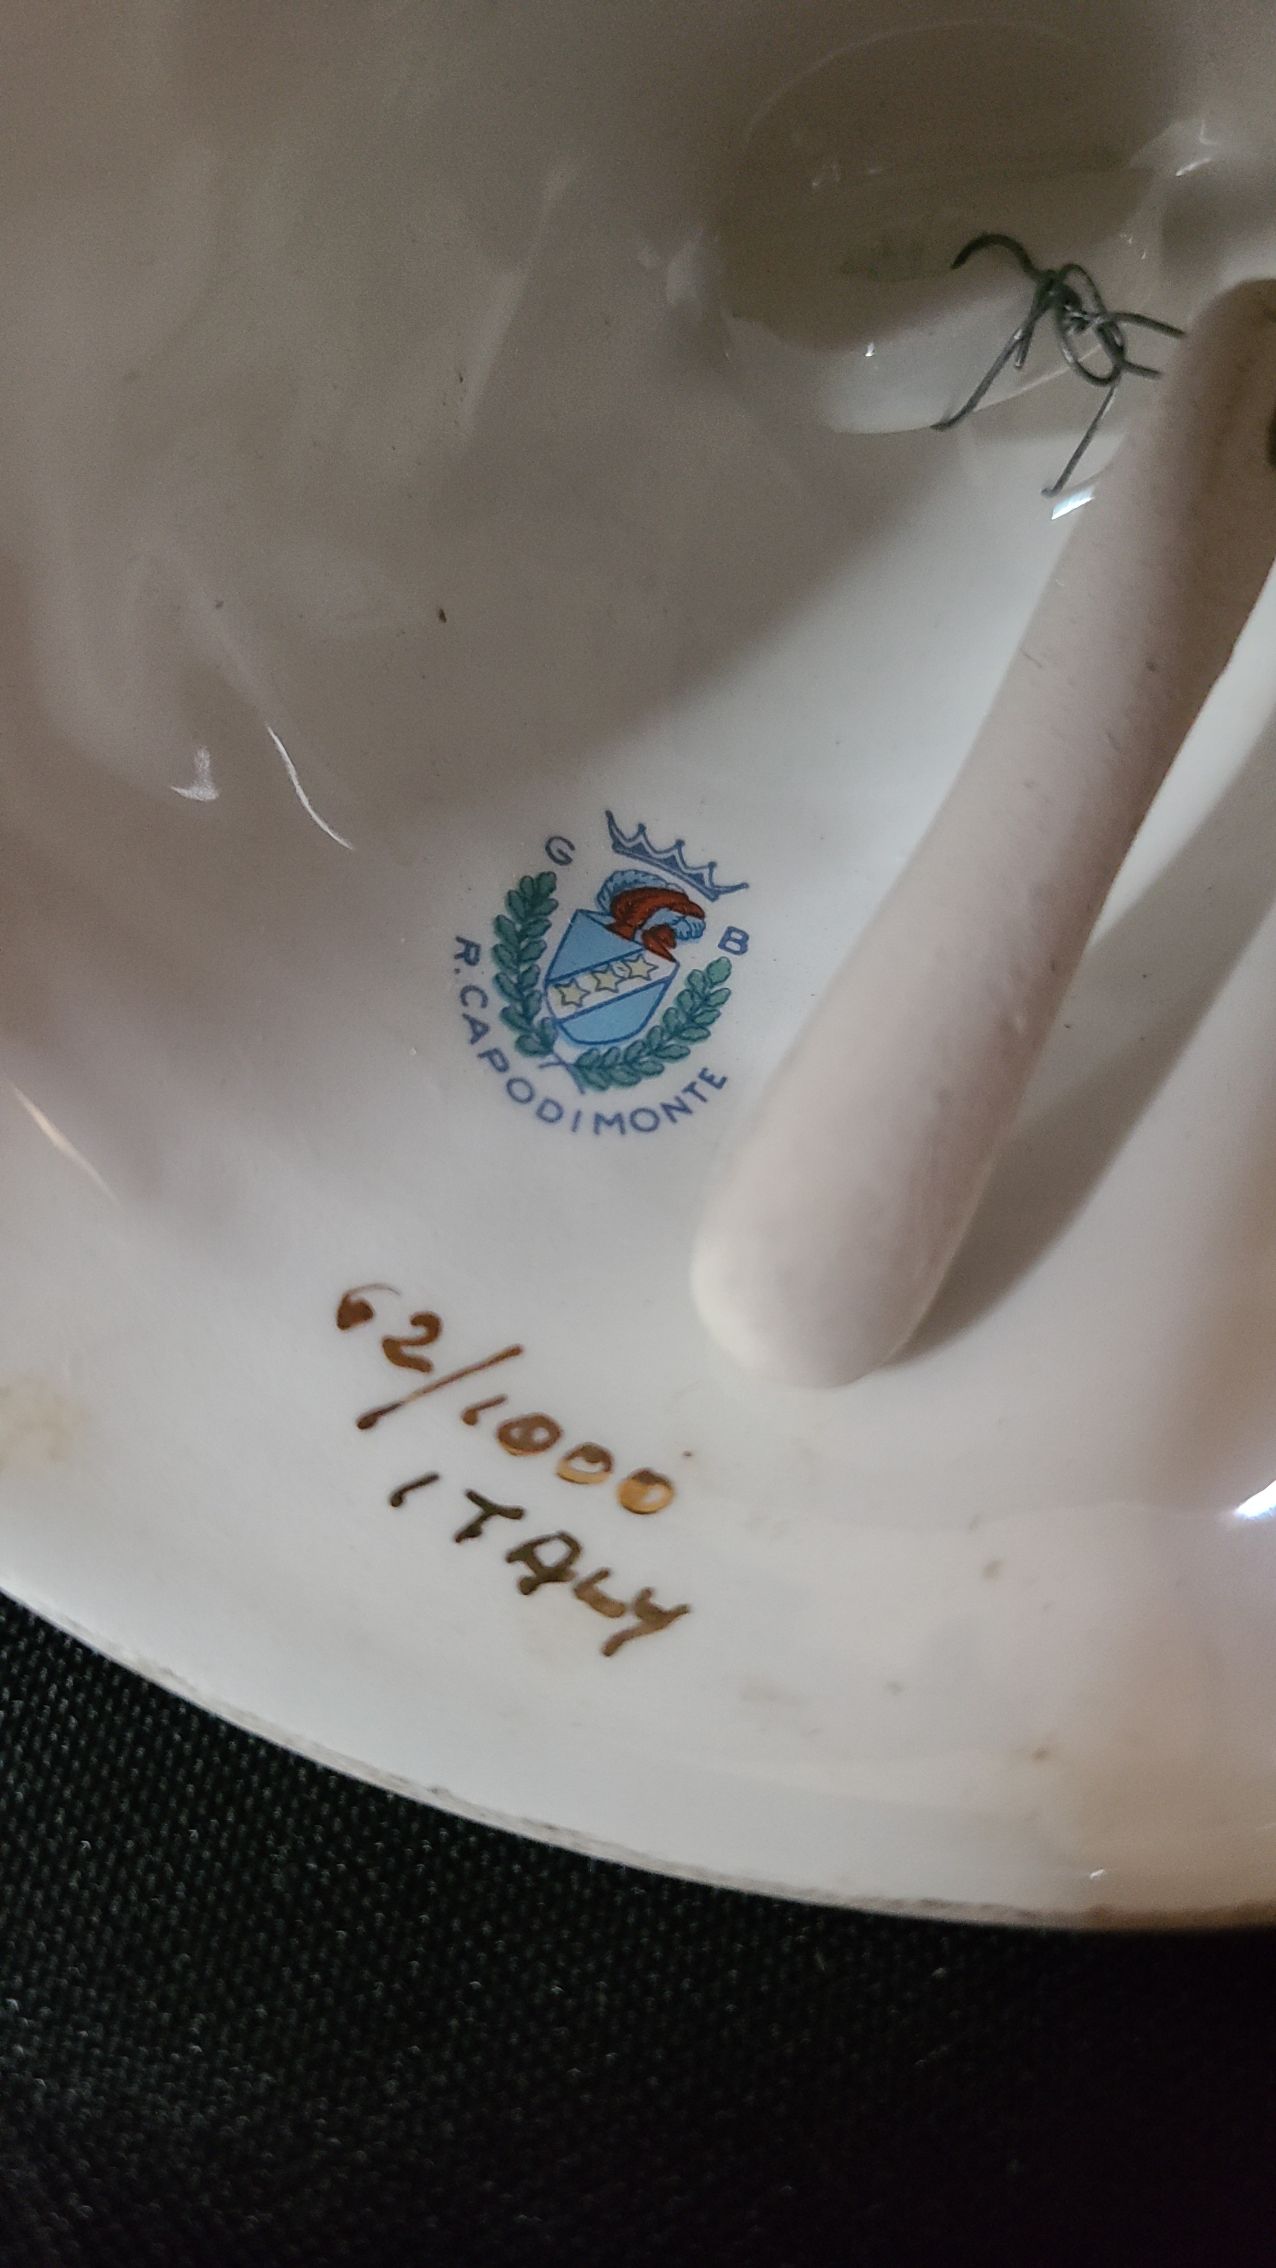 G B
R. CAPODIMONTE
62/1000
ITALY